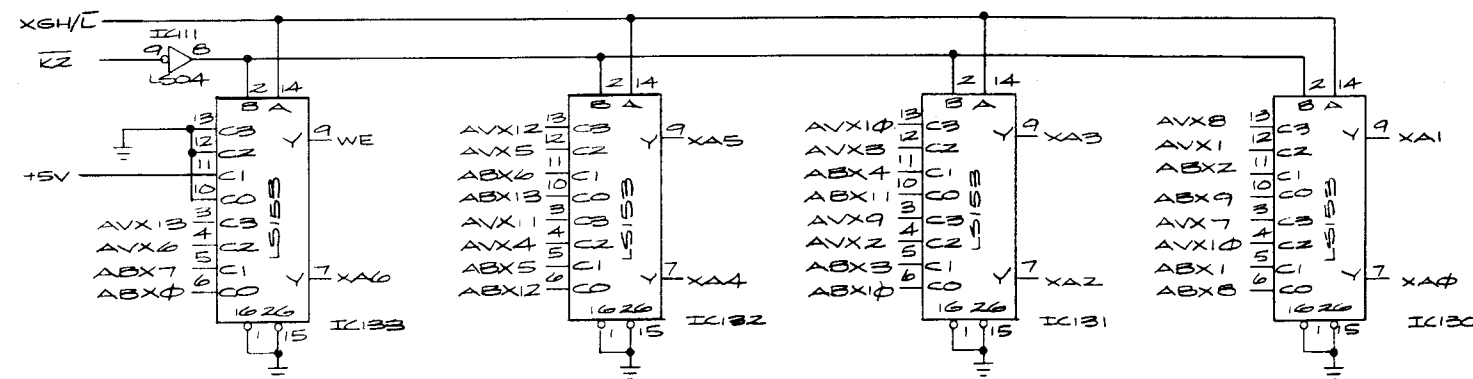 XGH/L̅
IC111
K̅2̅
9 8
LS04
2 14
B A
13 C3
12 C2
11 C1
10 C0
Y 9 WE
+5V
LS153
AVX13 3 C3
AVX6 4 C2
ABX7 5 C1
ABXØ 6 C0
Y 7 XA6
1G 2G
1 15
IC133
2 14
B A
AVX12 13 C3
AVX5 12 C2
ABX6 11 C1
ABX13 10 C0
Y 9 XA5
LS153
AVX11 3 C3
AVX4 4 C2
ABX5 5 C1
ABX12 6 C0
Y 7 XA4
1G 2G
1 15
IC132
2 14
B A
AVX1Ø 13 C3
AVX3 12 C2
ABX4 11 C1
ABX11 10 C0
Y 9 XA3
LS153
AVX9 3 C3
AVX2 4 C2
ABX3 5 C1
ABX1Ø 6 C0
Y 7 XA2
1G 2G
1 15
IC131
2 14
B A
AVX8 13 C3
AVX1 12 C2
ABX2 11 C1
ABX9 10 C0
Y 9 XA1
LS153
AVX7 3 C3
AVX1Ø 4 C2
ABX1 5 C1
ABX8 6 C0
Y 7 XAØ
1G 2G
1 15
IC130